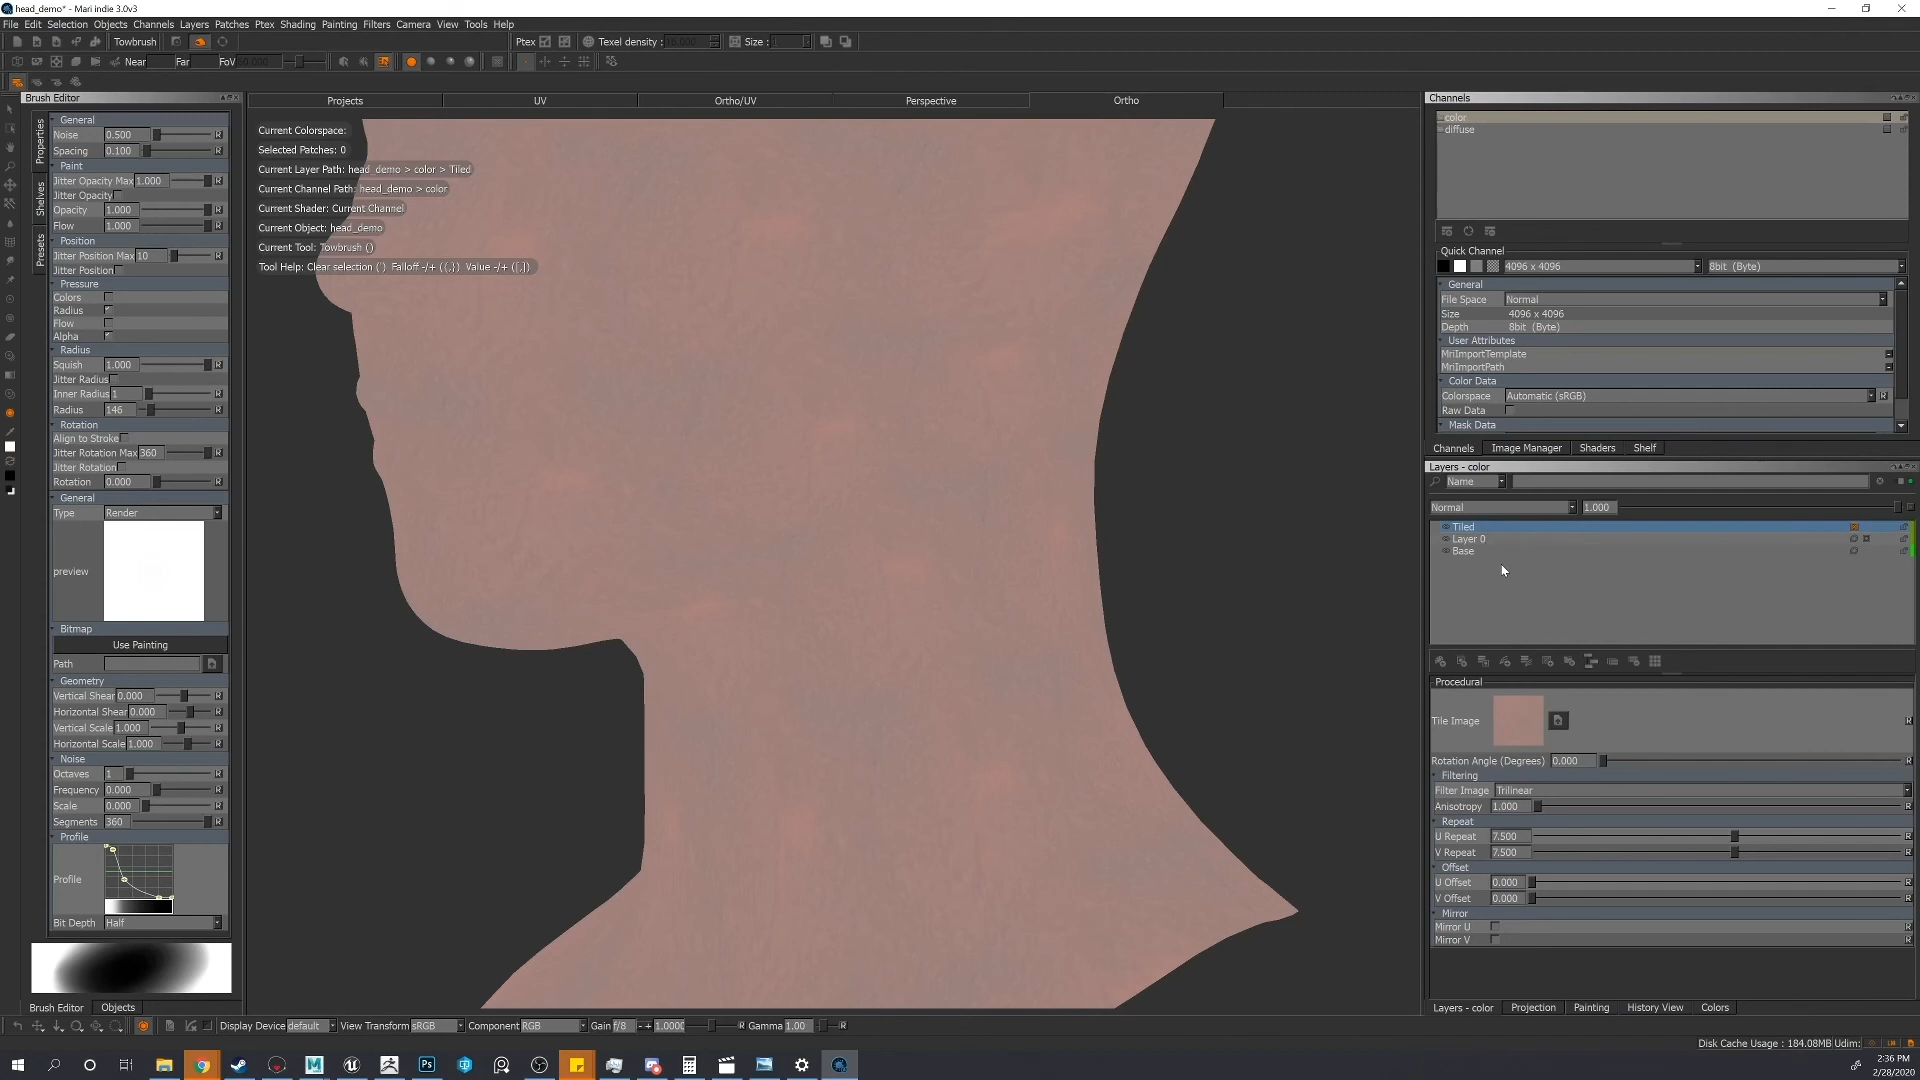 head_demo* - Mari indie 3.0v3
File Edit Selection Objects Channels Layers Patches Ptex Shading Painting Filters Camera View Tools Help
Towbrush Ptex Texel density : Size :
Near Far FoV
Brush Editor
Projects UV Ortho/UV Perspective Ortho
Channels
Properties
Shelves
Presets
General
Noise 0.500 R
Spacing 0.100 R
Paint
Jitter Opacity Max 1.000 R
Jitter Opacity
Opacity 1.000 R
Flow 1.000 R
Position
Jitter Position Max 10 R
Jitter Position
Pressure
Colors
Radius
Flow
Alpha
Radius
Squish 1.000 R
Jitter Radius
Inner Radius 1 R
Radius 146 R
Rotation
Align to Stroke
Jitter Rotation Max 360 R
Jitter Rotation
Rotation 0.000 R
General
Type Render
preview
Bitmap
Use Painting
Path
Geometry
Vertical Shear 0.000 R
Horizontal Shear 0.000 R
Vertical Scale 1.000 R
Horizontal Scale 1.000 R
Noise
Octaves 1 R
Frequency 0.000 R
Scale 0.000 R
Segments 360 R
Profile
Profile
Bit Depth Half
Brush Editor Objects
Current Colorspace:
Selected Patches: 0
Current Layer Path: head_demo > color > Tiled
Current Channel Path: head_demo > color
Current Shader: Current Channel
Current Object: head_demo
Current Tool: Towbrush ()
Tool Help: Clear selection (') Falloff -/+ ({,}) Value -/+ ([,])
color
diffuse
Quick Channel
4096 x 4096 8bit (Byte)
General
File Space Normal
Size 4096 x 4096
Depth 8bit (Byte)
User Attributes
MriImportTemplate
MriImportPath
Color Data
Colorspace Automatic (sRGB) R
Raw Data
Mask Data
Channels Image Manager Shaders Shelf
Layers - color
Name
Normal 1.000
Tiled
Layer 0
Base
Procedural
Tile Image R
Rotation Angle (Degrees) 0.000 R
Filtering
Filter Image Trilinear
Anisotropy 1.000 R
Repeat
U Repeat 7.500 R
V Repeat 7.500 R
Offset
U Offset 0.000 R
V Offset 0.000 R
Mirror
Mirror U R
Mirror V R
Layers - color Projection Painting History View Colors
Display Device default View Transform sRGB Component RGB Gain f/8 - + 1.0000 R Gamma 1.00 R
Disk Cache Usage : 184.08MB Udim:
Ps
2:36 PM
2/28/2020